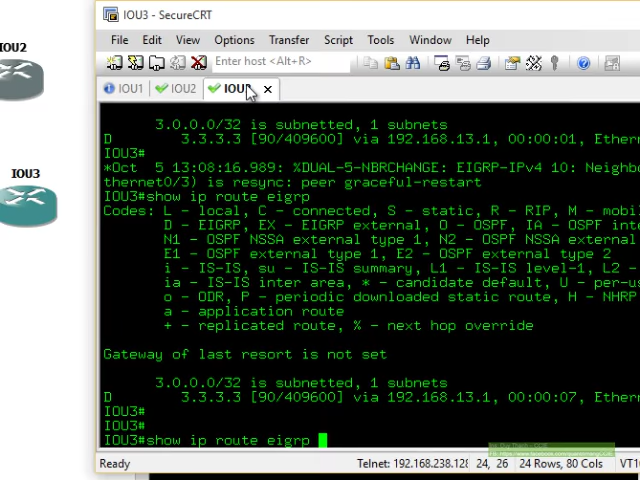 IOU2
IOU3
IOU3 - SecureCRT
File Edit View Options Transfer Script Tools Window Help
Enter host <Alt+R>
IOU1 IOU2 IOU3
3.0.0.0/32 is subnetted, 1 subnets
D 3.3.3.3 [90/409600] via 192.168.13.1, 00:00:01, Ether
IOU3#
*Oct 5 13:08:16.989: %DUAL-5-NBRCHANGE: EIGRP-IPv4 10: Neighbo
thernet0/3) is resync: peer graceful-restart
IOU3#show ip route eigrp
Codes: L - local, C - connected, S - static, R - RIP, M - mobil
D - EIGRP, EX - EIGRP external, O - OSPF, IA - OSPF inte
N1 - OSPF NSSA external type 1, N2 - OSPF NSSA external
E1 - OSPF external type 1, E2 - OSPF external type 2
i - IS-IS, su - IS-IS summary, L1 - IS-IS level-1, L2 -
ia - IS-IS inter area, * - candidate default, U - per-us
o - ODR, P - periodic downloaded static route, H - NHRP
a - application route
+ - replicated route, % - next hop override
Gateway of last resort is not set
3.0.0.0/32 is subnetted, 1 subnets
D 3.3.3.3 [90/409600] via 192.168.13.1, 00:00:07, Ether
IOU3#
IOU3#
IOU3#show ip route eigrp
Ready Telnet: 192.168.238.128 24, 26 24 Rows, 80 Cols VT1